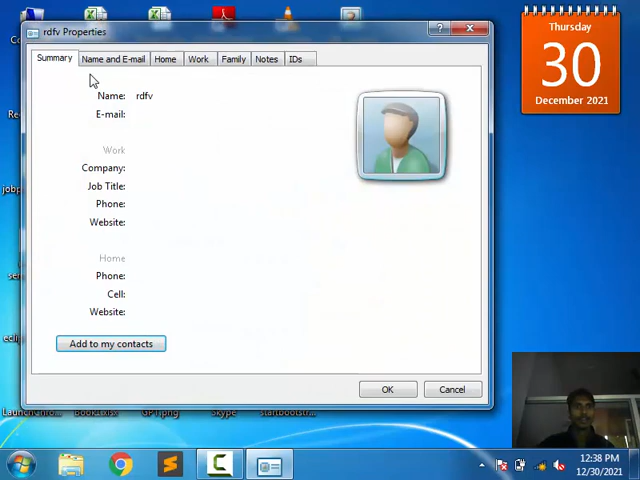 rdfv Properties
?
Summary Name and E-mail Home Work Family Notes IDs
Name: rdfv
E-mail:
Work
Company:
Job Title:
Phone:
Website:
Home
Phone:
Cell:
Website:
Add to my contacts
OK Cancel
Thursday
30
December 2021
Skype
12:38 PM
12/30/2021